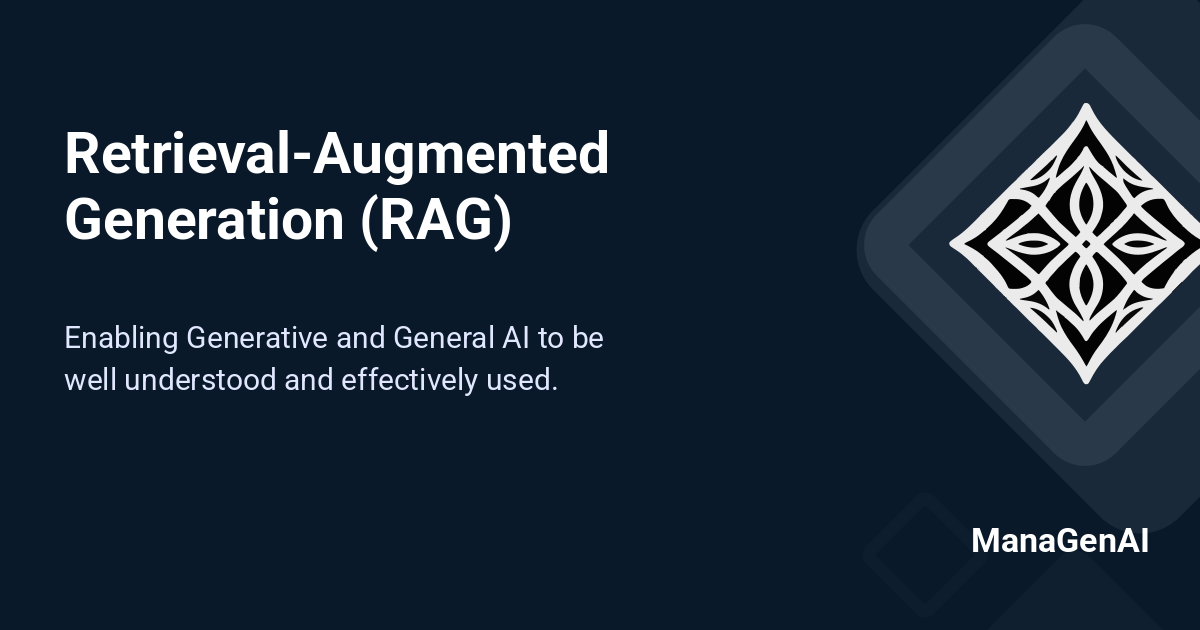 Retrieval-Augmented
Generation (RAG)
Enabling Generative and General AI to be
well understood and effectively used.
ManaGenAI